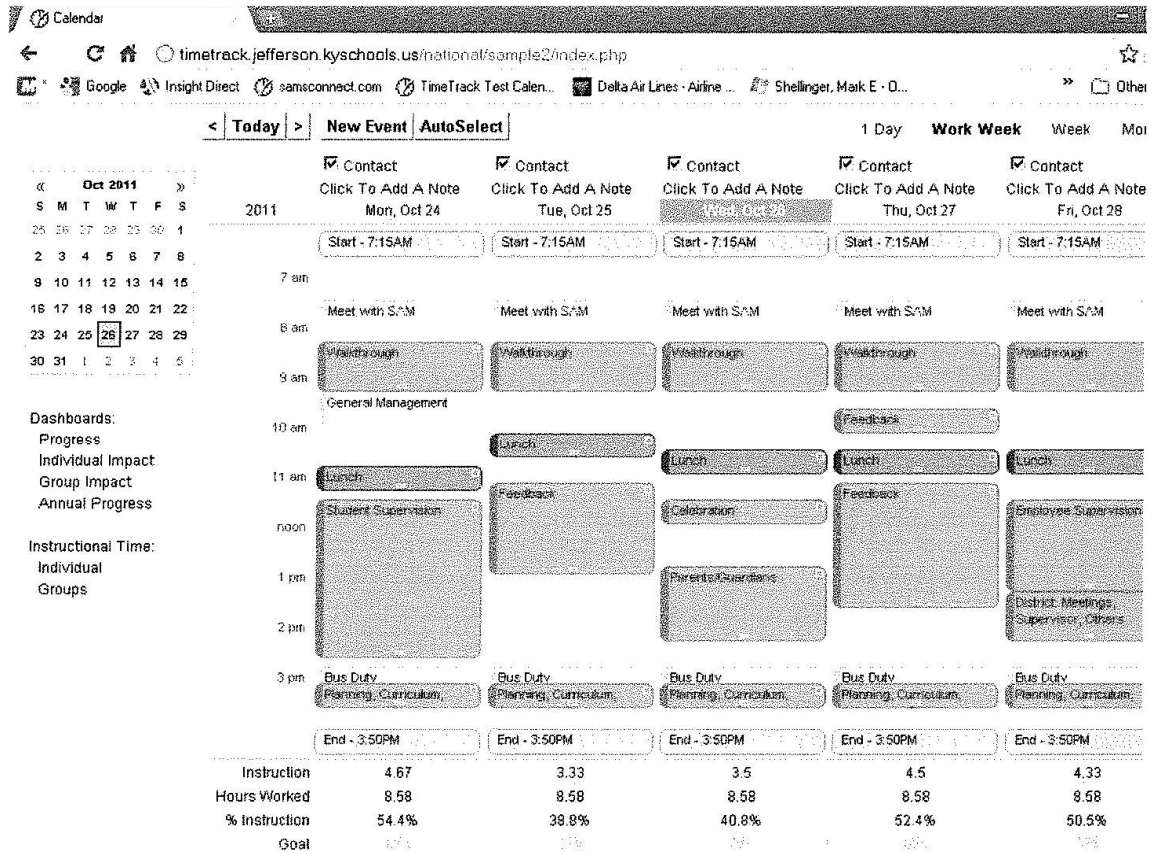 Calendar
timetrack.jefferson.kyschools.us/national/sample2/index.php
Google Insight Direct samsconnect.com TimeTrack Test Calen... Delta Air Lines - Airline ... Shellinger, Mark E - O... » Other
< Today > New Event AutoSelect 1 Day Work Week Week Mo
Contact Contact Contact Contact Contact
« Oct 2011 »
Click To Add A Note Click To Add A Note Click To Add A Note Click To Add A Note Click To Add A Note
S M T W T F S
2011 Mon, Oct 24 Tue, Oct 25 Wed, Oct 26 Thu, Oct 27 Fri, Oct 28
25 26 27 28 29 30 1
2 3 4 5 6 7 8
9 10 11 12 13 14 15
16 17 18 19 20 21 22
23 24 25 26 27 28 29
30 31 1 2 3 4 5
Dashboards:
Progress
Individual Impact
Group Impact
Annual Progress
Instructional Time:
Individual
Groups
Start - 7:15AM Start - 7:15AM Start - 7:15AM Start - 7:15AM Start - 7:15AM
7 am
Meet with SAM Meet with SAM Meet with SAM Meet with SAM Meet with SAM
8 am
Walkthrough Walkthrough Walkthrough Walkthrough Walkthrough
9 am
General Management
Feedback
10 am
Lunch
Lunch Lunch Lunch
11 am Lunch
Feedback Feedback
Student Supervision Celebration Employee Supervision
noon
1 pm Parents/Guardians
District: Meetings,
Supervisor, Others
2 pm
3 pm Bus Duty Bus Duty Bus Duty Bus Duty Bus Duty
Planning, Curriculum, Planning, Curriculum, Planning, Curriculum, Planning, Curriculum, Planning, Curriculum,
End - 3:50PM End - 3:50PM End - 3:50PM End - 3:50PM End - 3:50PM
Instruction 4.67 3.33 3.5 4.5 4.33
Hours Worked 8.58 8.58 8.58 8.58 8.58
% Instruction 54.4% 38.8% 40.8% 52.4% 50.5%
Goal